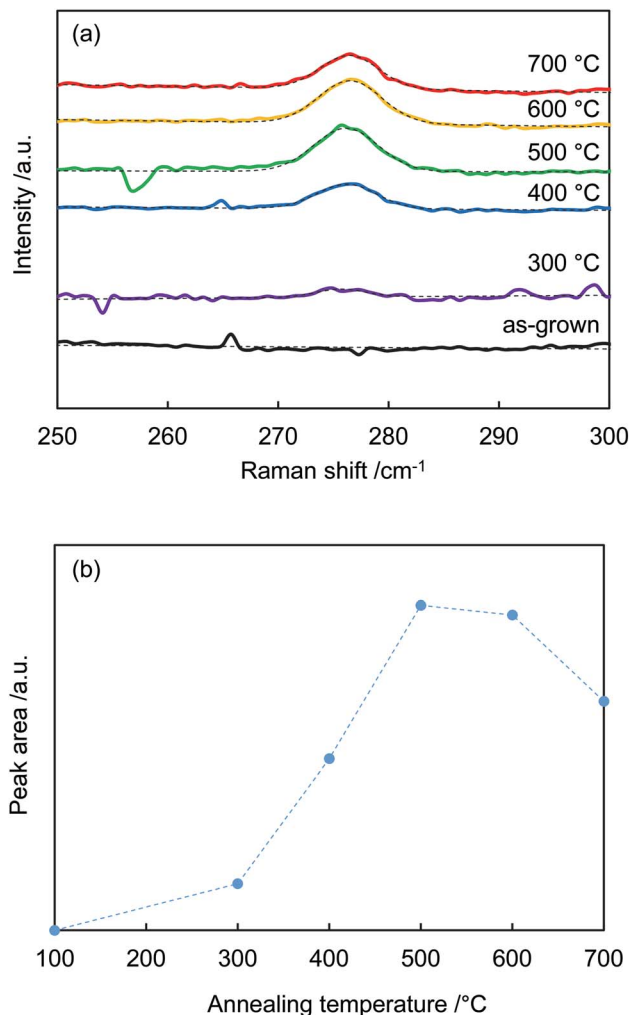 (a)
700 °C
600 °C
500 °C
400 °C
300 °C
as-grown
Intensity /a.u.
250 260 270 280 290 300
Raman shift /cm⁻¹
(b)
Peak area /a.u.
100 200 300 400 500 600 700
Annealing temperature /°C